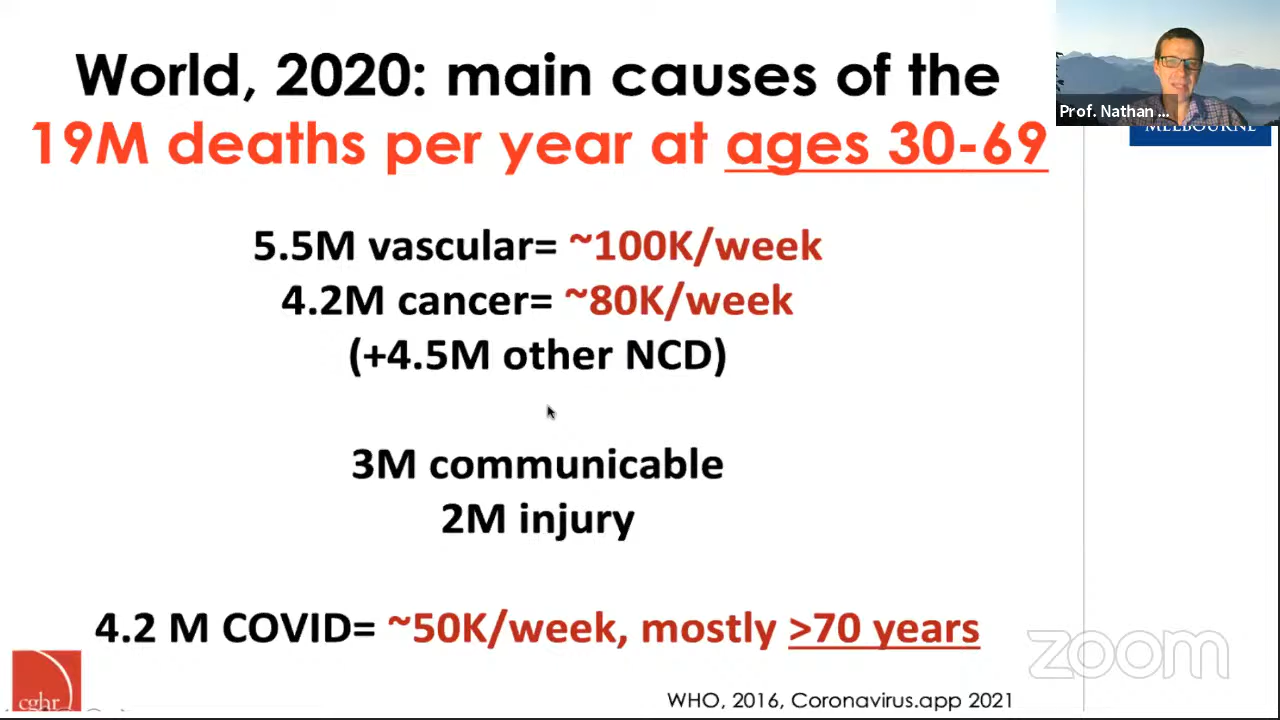 World, 2020: main causes of the
19M deaths per year at ages 30-69
Prof. Nathan ...
MELBOURNE
5.5M vascular= ~100K/week
4.2M cancer= ~80K/week
(+4.5M other NCD)
3M communicable
2M injury
4.2 M COVID= ~50K/week, mostly >70 years
zoom
cghr
WHO, 2016, Coronavirus.app 2021